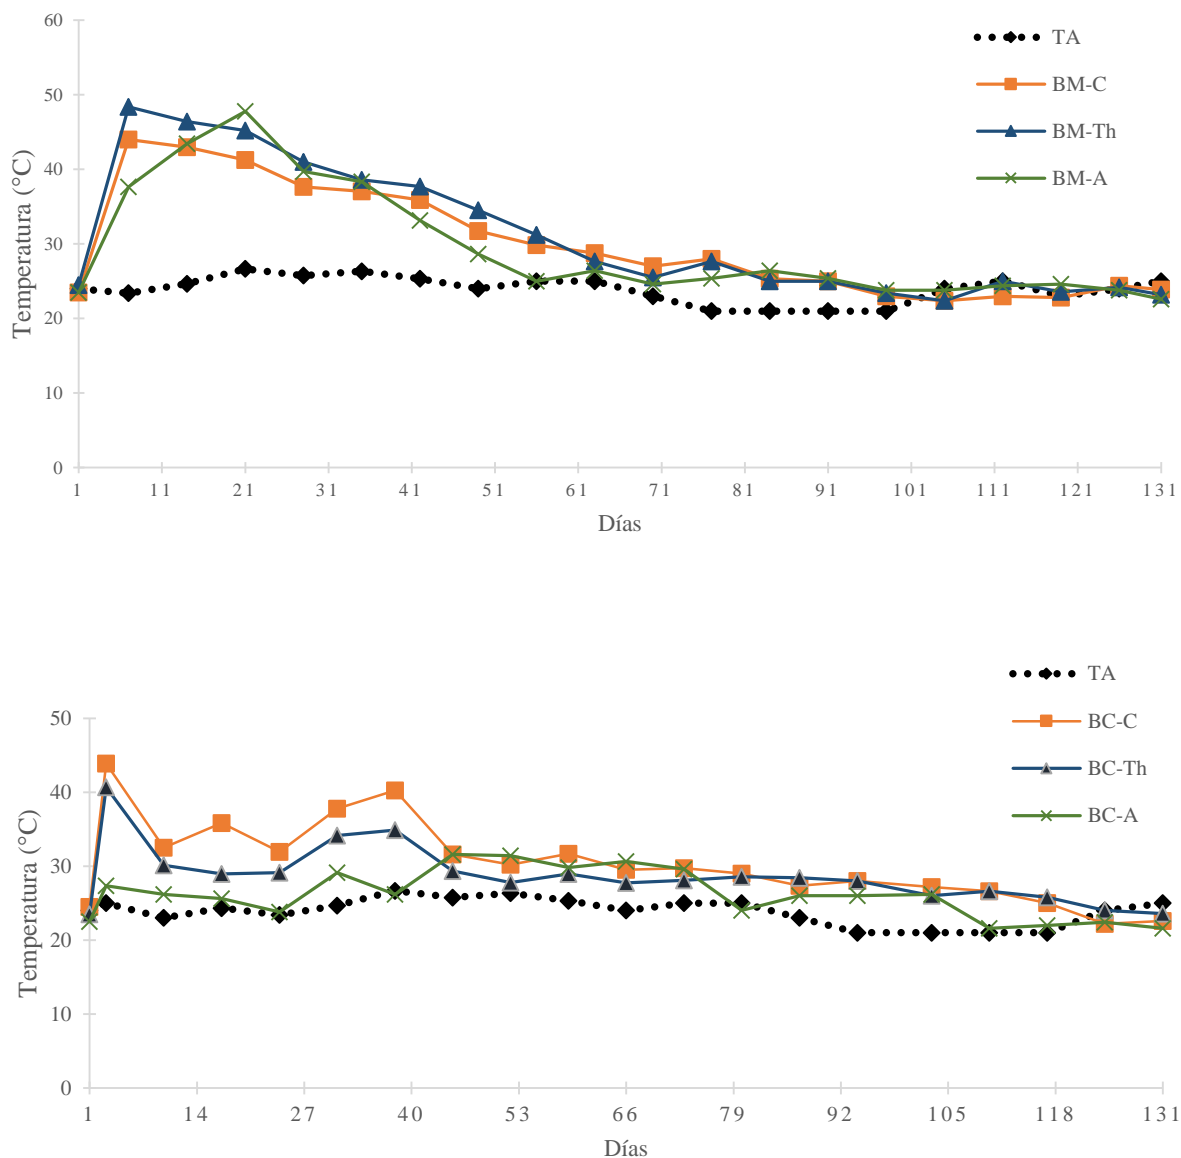 60
50
40
30
20
10
0
Temperatura (°C)
1 11 21 31 41 51 61 71 81 91 101 111 121 131
Días
TA
BM-C
BM-Th
BM-A
50
40
30
20
10
0
Temperatura (°C)
1 14 27 40 53 66 79 92 105 118 131
Días
TA
BC-C
BC-Th
BC-A